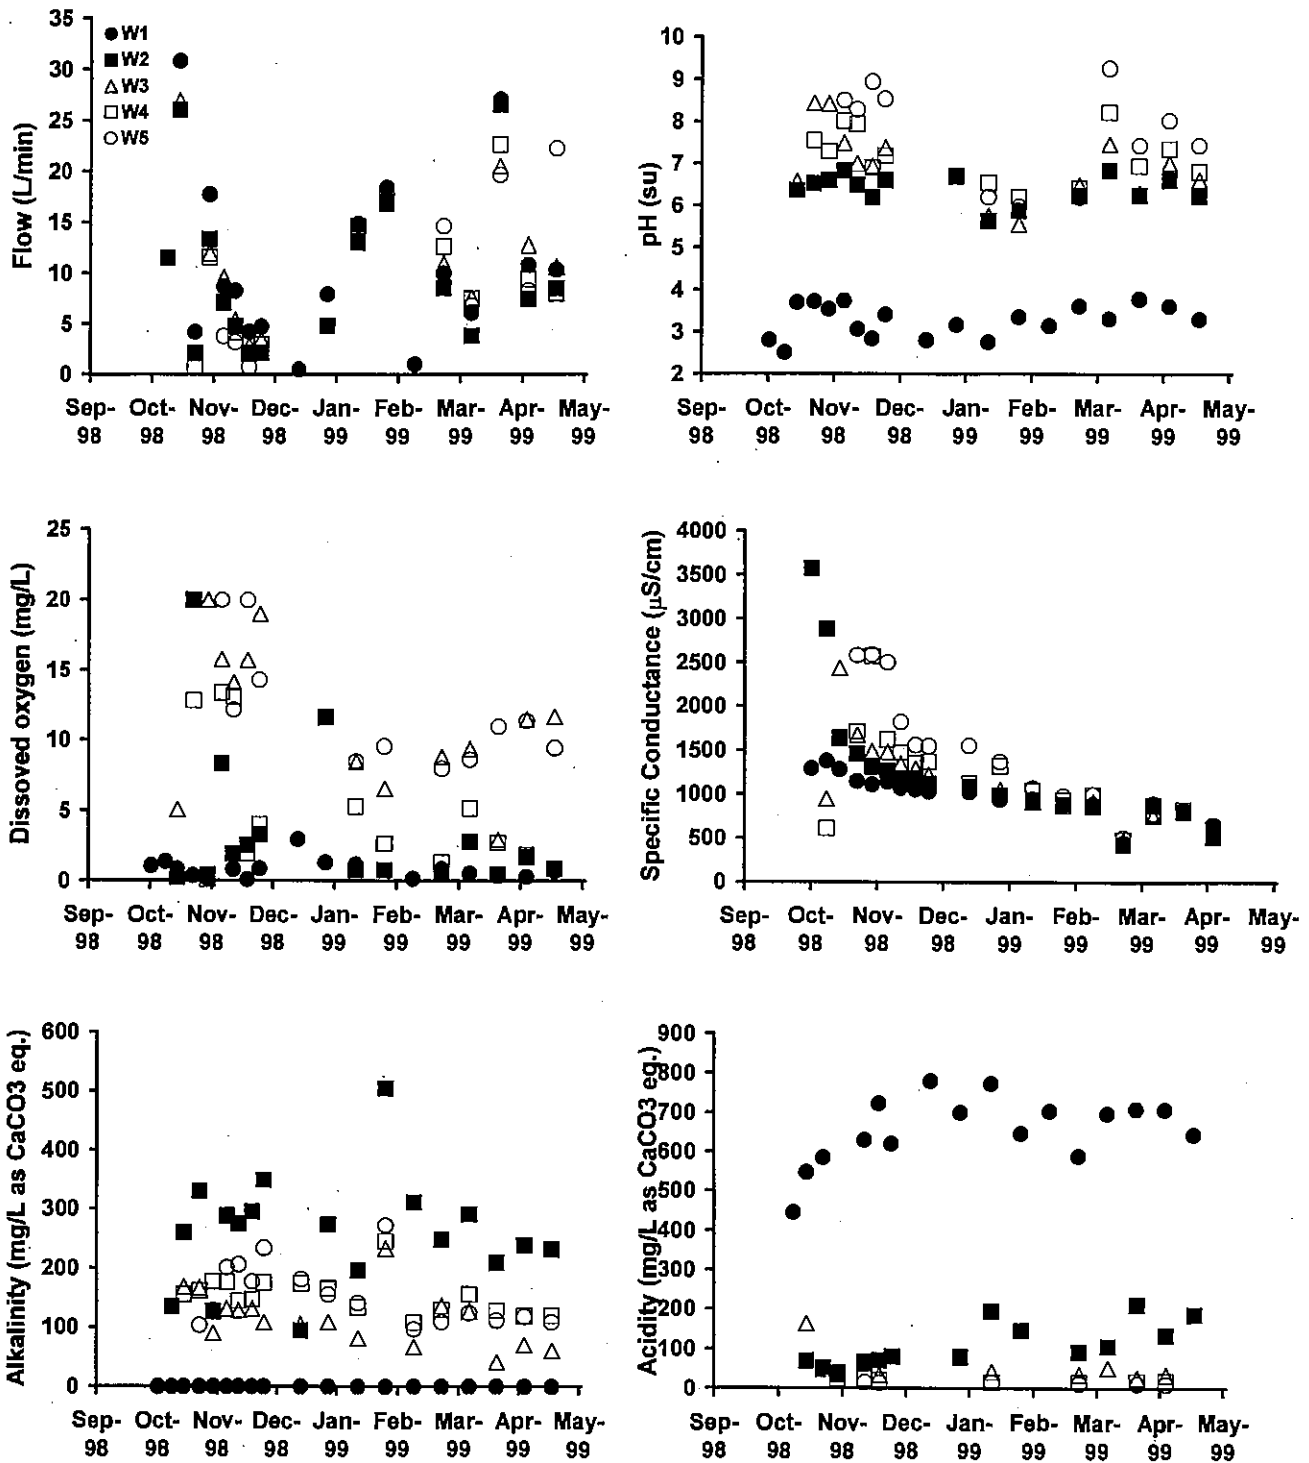 Flow (L/min)
35
30
25
20
15
10
5
0
W1
W2
W3
W4
W5
Sep- Oct- Nov- Dec- Jan- Feb- Mar- Apr- May-
98 98 98 98 99 99 99 99 99
pH (su)
10
9
8
7
6
5
4
3
2
Sep- Oct- Nov- Dec- Jan- Feb- Mar- Apr- May-
98 98 98 98 99 99 99 99 99
Dissoved oxygen (mg/L)
25
20
15
10
5
0
Sep- Oct- Nov- Dec- Jan- Feb- Mar- Apr- May-
98 98 98 98 99 99 99 99 99
Specific Conductance (µS/cm)
4000
3500
3000
2500
2000
1500
1000
500
0
Sep- Oct- Nov- Dec- Jan- Feb- Mar- Apr- May-
98 98 98 98 99 99 99 99 99
Alkalinity (mg/L as CaCO3 eq.)
600
500
400
300
200
100
0
Sep- Oct- Nov- Dec- Jan- Feb- Mar- Apr- May-
98 98 98 98 99 99 99 99 99
Acidity (mg/L as CaCO3 eq.)
900
800
700
600
500
400
300
200
100
0
Sep- Oct- Nov- Dec- Jan- Feb- Mar- Apr- May-
98 98 98 98 99 99 99 99 99